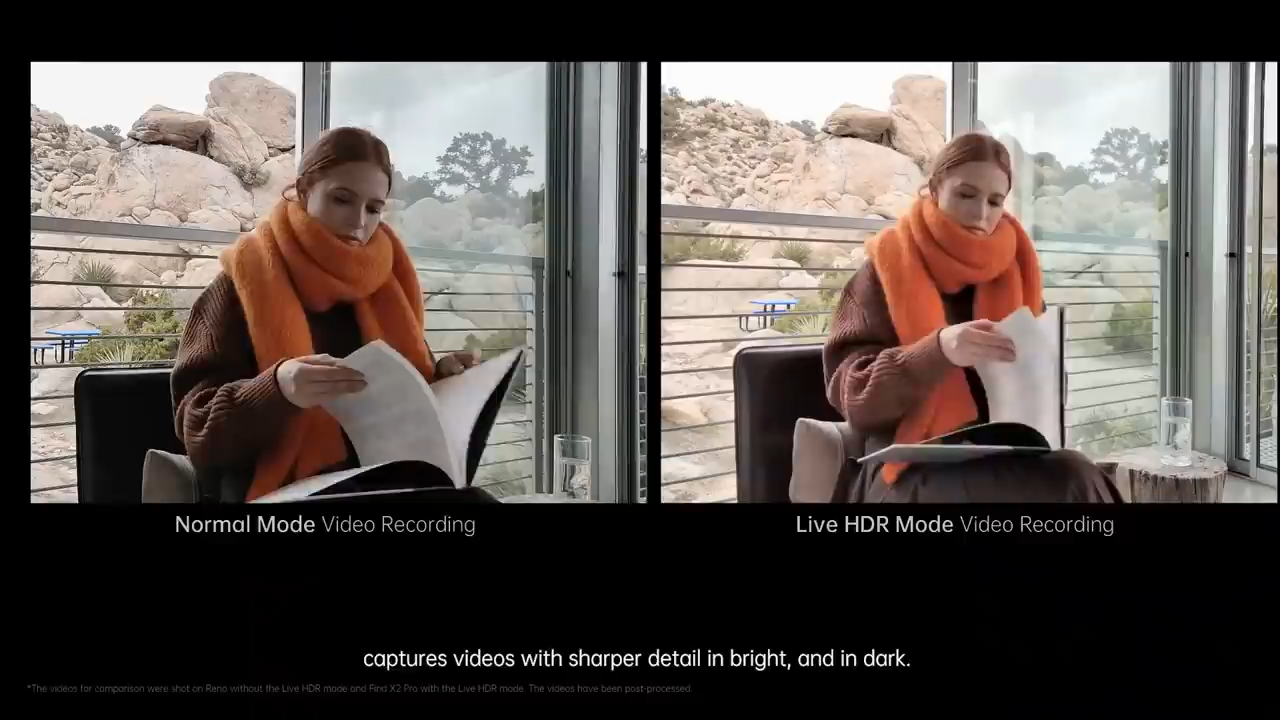 Normal Mode Video Recording
Live HDR Mode Video Recording
captures videos with sharper detail in bright, and in dark.
*The videos for comparison were shot on Reno without the Live HDR mode and Find X2 Pro with the Live HDR mode. The videos have been post-processed.